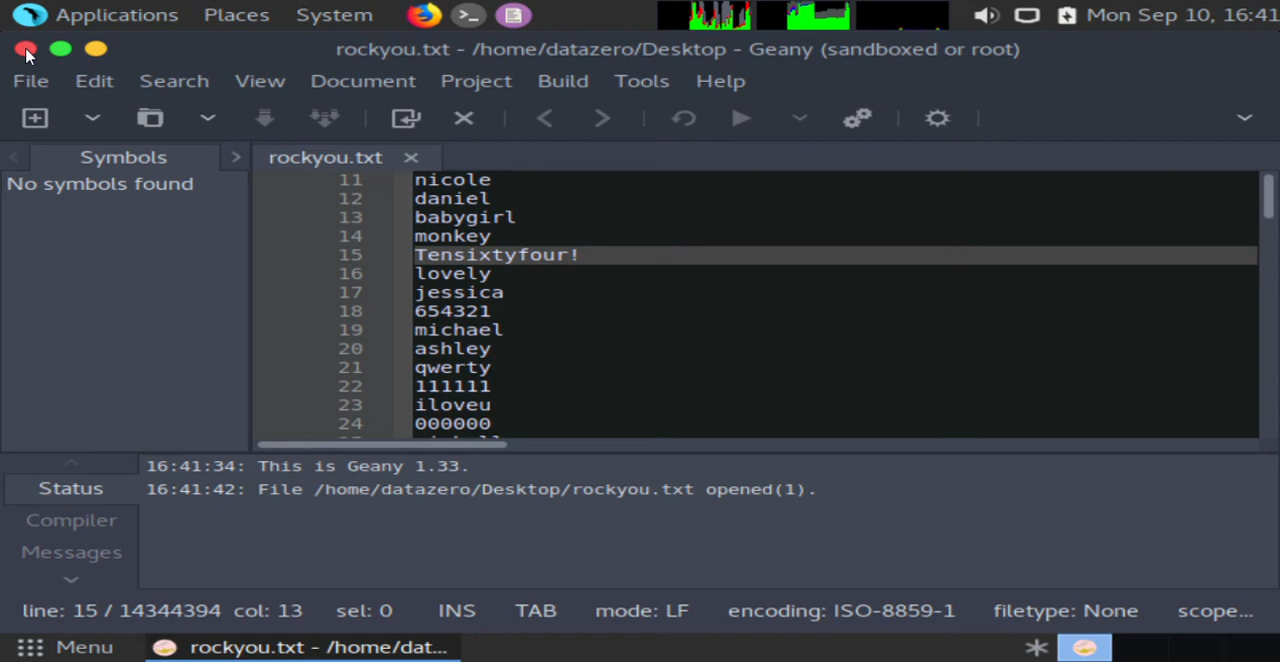 Applications Places System Mon Sep 10, 16:41
rockyou.txt - /home/datazero/Desktop - Geany (sandboxed or root)
File Edit Search View Document Project Build Tools Help
Symbols rockyou.txt
No symbols found
11 nicole
12 daniel
13 babygirl
14 monkey
15 Tensixtyfour!
16 lovely
17 jessica
18 654321
19 michael
20 ashley
21 qwerty
22 111111
23 iloveu
24 000000
16:41:34: This is Geany 1.33.
Status 16:41:42: File /home/datazero/Desktop/rockyou.txt opened(1).
Compiler
Messages
line: 15 / 14344394 col: 13 sel: 0 INS TAB mode: LF encoding: ISO-8859-1 filetype: None scope...
Menu rockyou.txt - /home/dat...